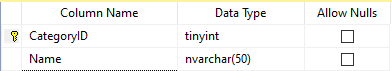 Column Name Data Type Allow Nulls
CategoryID tinyint
Name nvarchar(50)